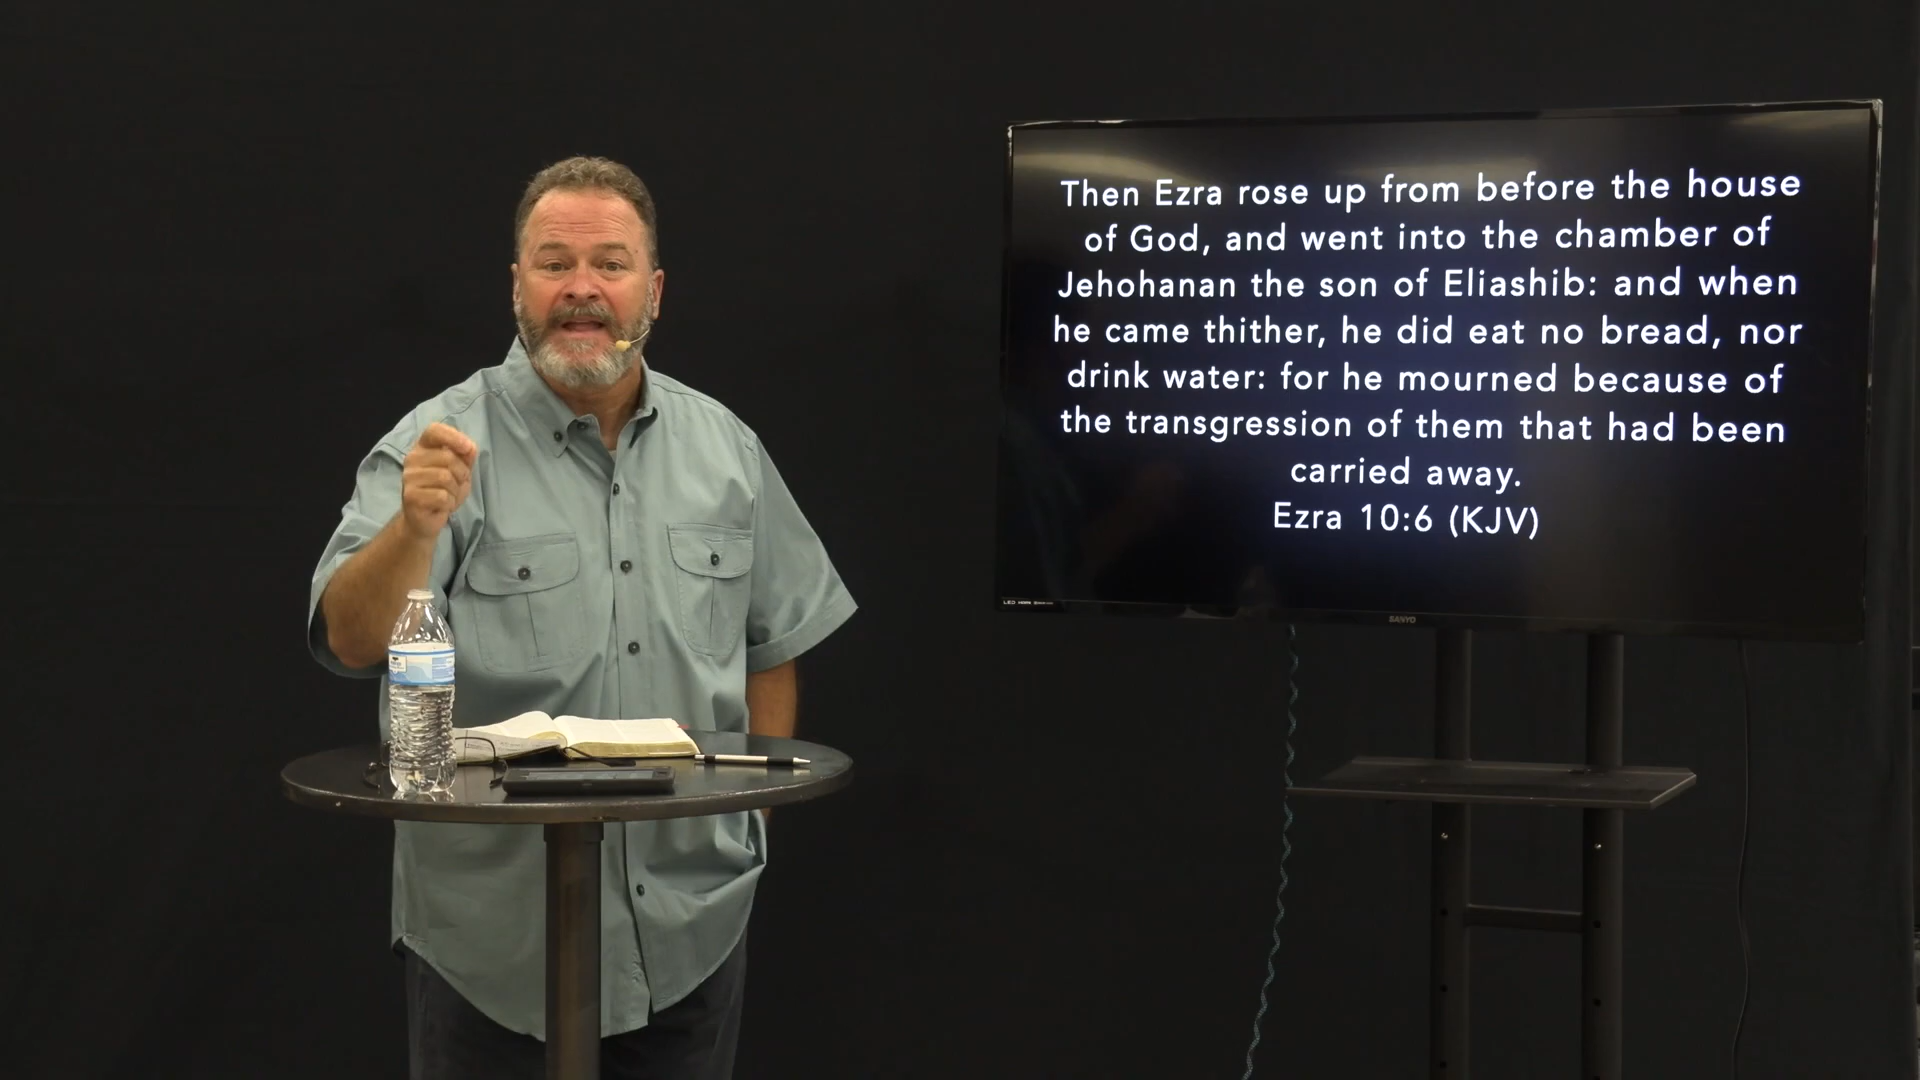 Then Ezra rose up from before the house
of God, and went into the chamber of
Jehohanan the son of Eliashib: and when
he came thither, he did eat no bread, nor
drink water: for he mourned because of
the transgression of them that had been
carried away.
Ezra 10:6 (KJV)
SANYO